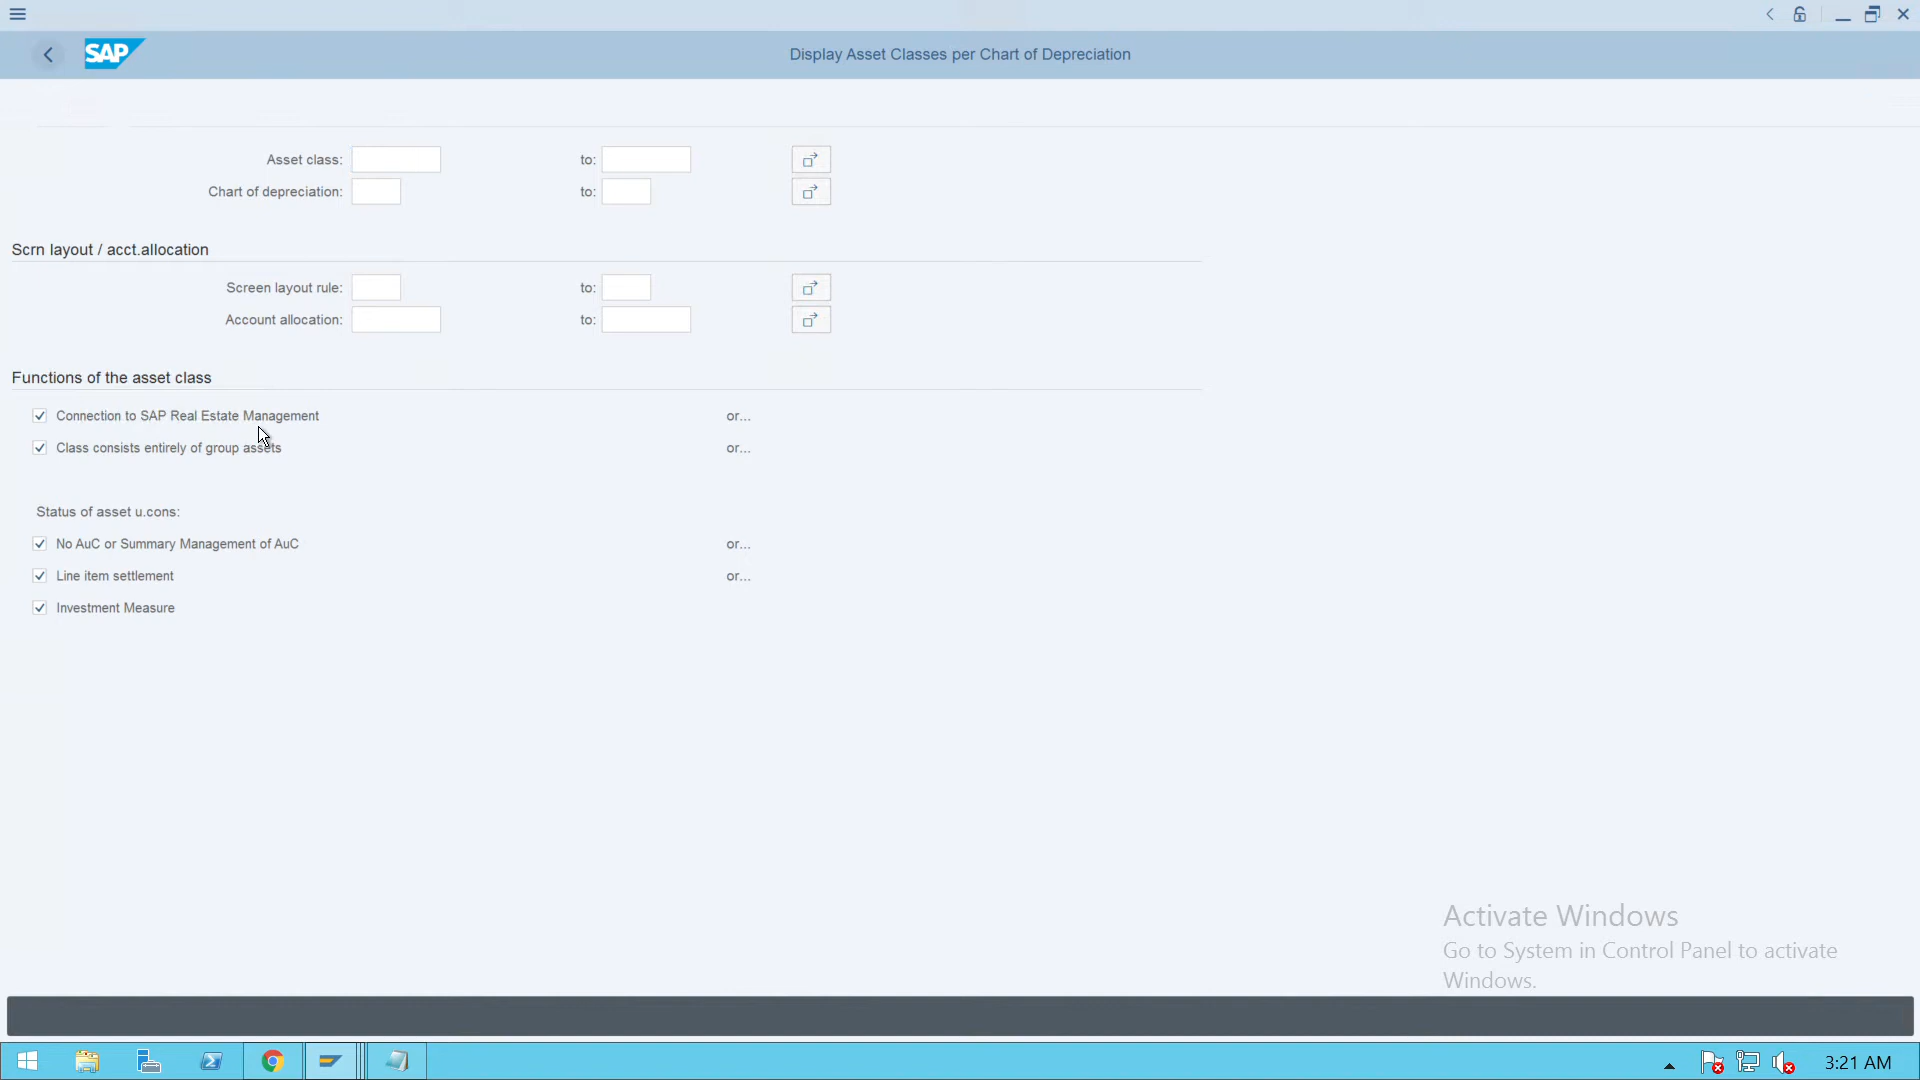 SAP
Display Asset Classes per Chart of Depreciation
Asset class: to:
Chart of depreciation: to:
Scrn layout / acct.allocation
Screen layout rule: to:
Account allocation: to:
Functions of the asset class
Connection to SAP Real Estate Management or...
Class consists entirely of group assets or...
Status of asset u.cons:
No AuC or Summary Management of AuC or...
Line item settlement or...
Investment Measure
Activate Windows
Go to System in Control Panel to activate
Windows.
3:21 AM